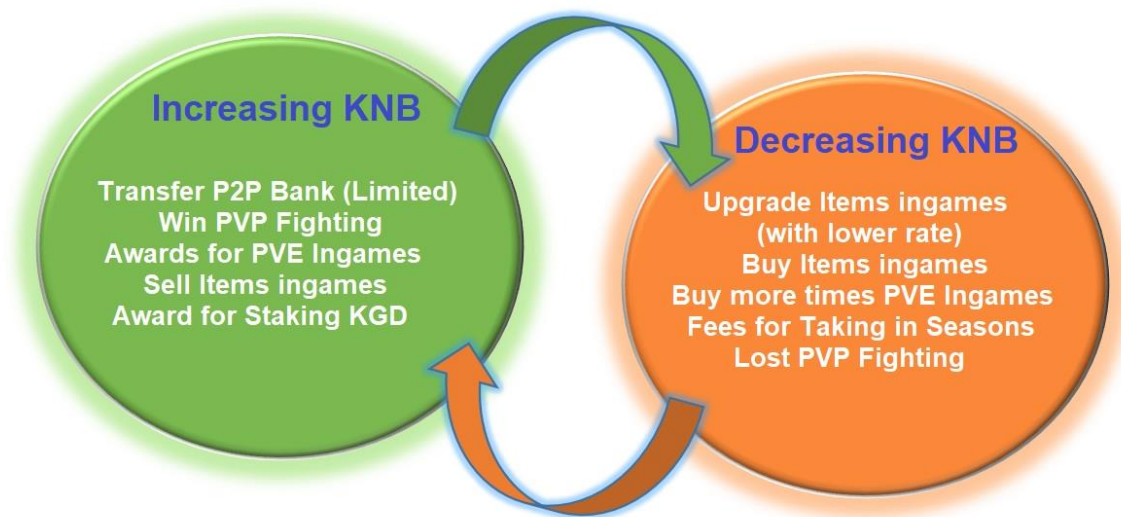 Increasing KNB
Transfer P2P Bank (Limited)
Win PVP Fighting
Awards for PVE Ingames
Sell Items ingames
Award for Staking KGD
Decreasing KNB
Upgrade Items ingames
(with lower rate)
Buy Items ingames
Buy more times PVE Ingames
Fees for Taking in Seasons
Lost PVP Fighting